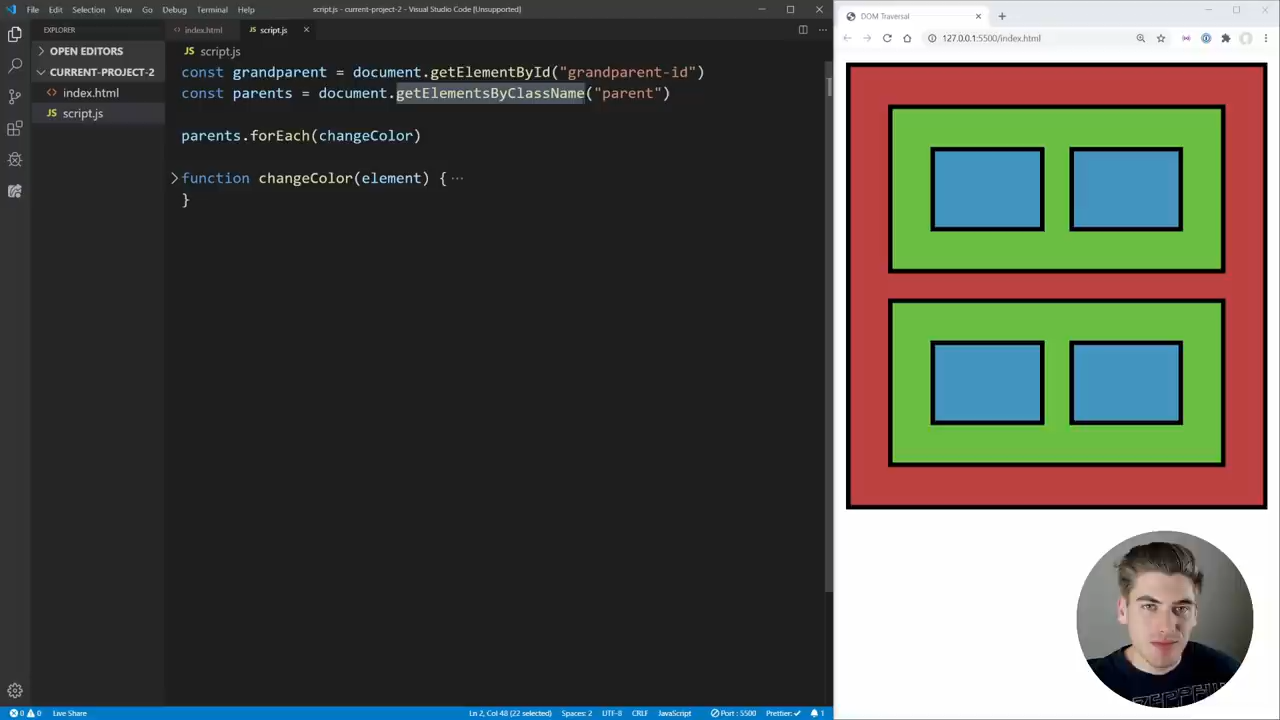 File Edit Selection View Go Debug Terminal Help
script.js - current-project-2 - Visual Studio Code (Unsupported)
EXPLORER
OPEN EDITORS
CURRENT-PROJECT-2
<> index.html
JS script.js
<> index.html
JS script.js ×
JS script.js
const grandparent = document.getElementById("grandparent-id")
const parents = document.getElementsByClassName("parent")
parents.forEach(changeColor)
function changeColor(element) { ···
}
0 0 Live Share
Ln 2, Col 48 (22 selected) Spaces: 2 UTF-8 CRLF JavaScript Port : 5500 Prettier: ✓ 1
DOM Traversal × +
127.0.0.1:5500/index.html